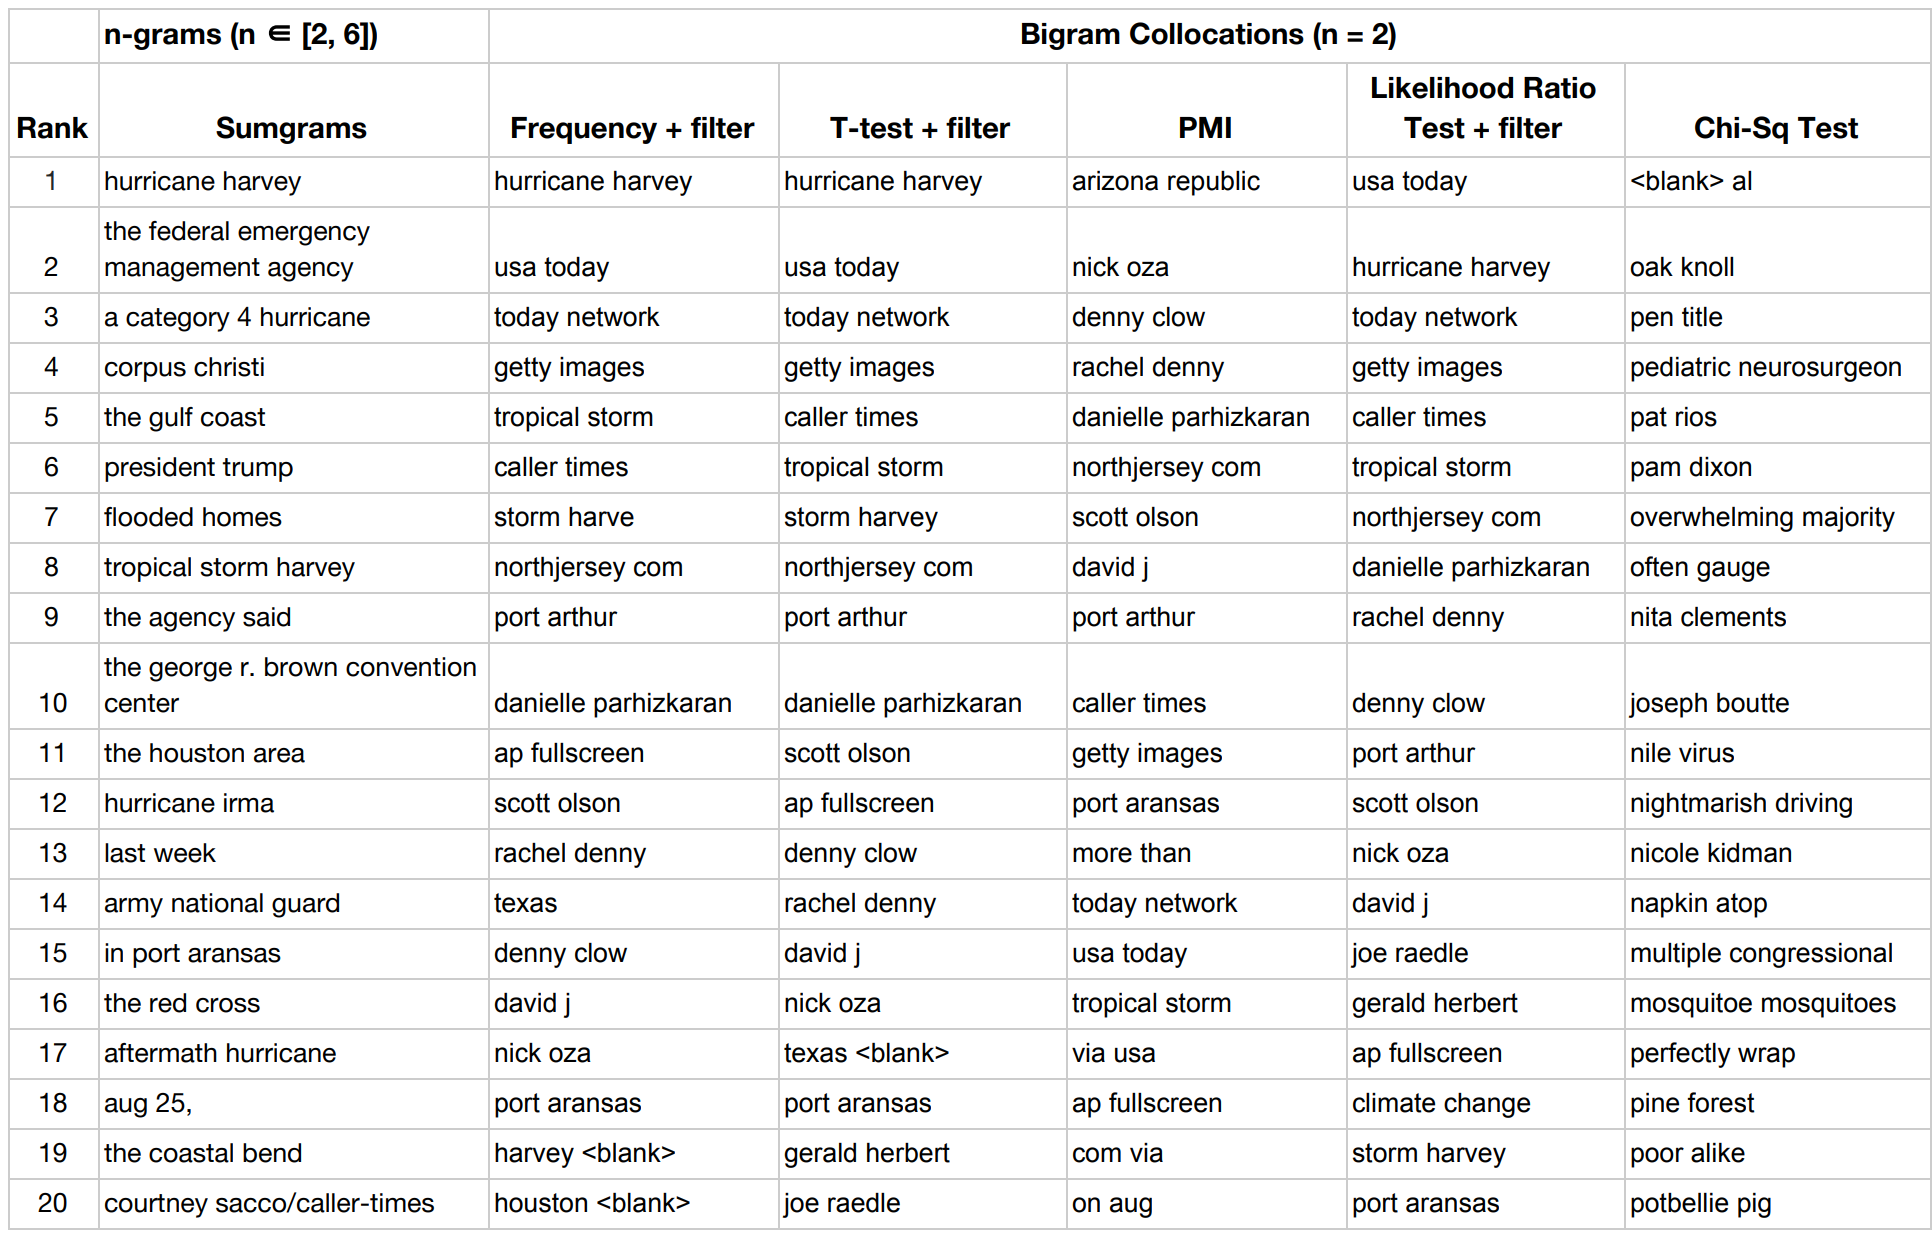 n-grams (n ∈ [2, 6]) Bigram Collocations (n = 2)
Likelihood Ratio
Rank Sumgrams Frequency + filter T-test + filter PMI Test + filter Chi-Sq Test
1 hurricane harvey hurricane harvey hurricane harvey arizona republic usa today <blank> al
the federal emergency
2 management agency usa today usa today nick oza hurricane harvey oak knoll
3 a category 4 hurricane today network today network denny clow today network pen title
4 corpus christi getty images getty images rachel denny getty images pediatric neurosurgeon
5 the gulf coast tropical storm caller times danielle parhizkaran caller times pat rios
6 president trump caller times tropical storm northjersey com tropical storm pam dixon
7 flooded homes storm harve storm harvey scott olson northjersey com overwhelming majority
8 tropical storm harvey northjersey com northjersey com david j danielle parhizkaran often gauge
9 the agency said port arthur port arthur port arthur rachel denny nita clements
the george r. brown convention
10 center danielle parhizkaran danielle parhizkaran caller times denny clow joseph boutte
11 the houston area ap fullscreen scott olson getty images port arthur nile virus
12 hurricane irma scott olson ap fullscreen port aransas scott olson nightmarish driving
13 last week rachel denny denny clow more than nick oza nicole kidman
14 army national guard texas rachel denny today network david j napkin atop
15 in port aransas denny clow david j usa today joe raedle multiple congressional
16 the red cross david j nick oza tropical storm gerald herbert mosquitoe mosquitoes
17 aftermath hurricane nick oza texas <blank> via usa ap fullscreen perfectly wrap
18 aug 25, port aransas port aransas ap fullscreen climate change pine forest
19 the coastal bend harvey <blank> gerald herbert com via storm harvey poor alike
20 courtney sacco/caller-times houston <blank> joe raedle on aug port aransas potbellie pig